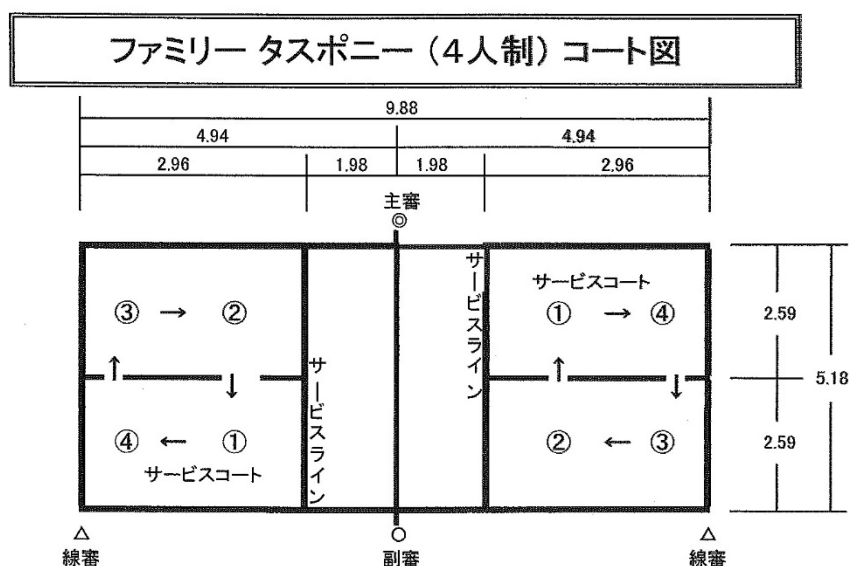 ファミリー タスポニー (4人制) コート図
9.88
4.94 4.94
2.96 1.98 1.98 2.96
主審
◎
サービスライン
サービスコート
③ → ② ① → ④
2.59
↑ ↓ ↑ ↓
5.18
サービスライン
④ ← ① ② ← ③
2.59
サービスコート
△ ○ △
線審 副審 線審